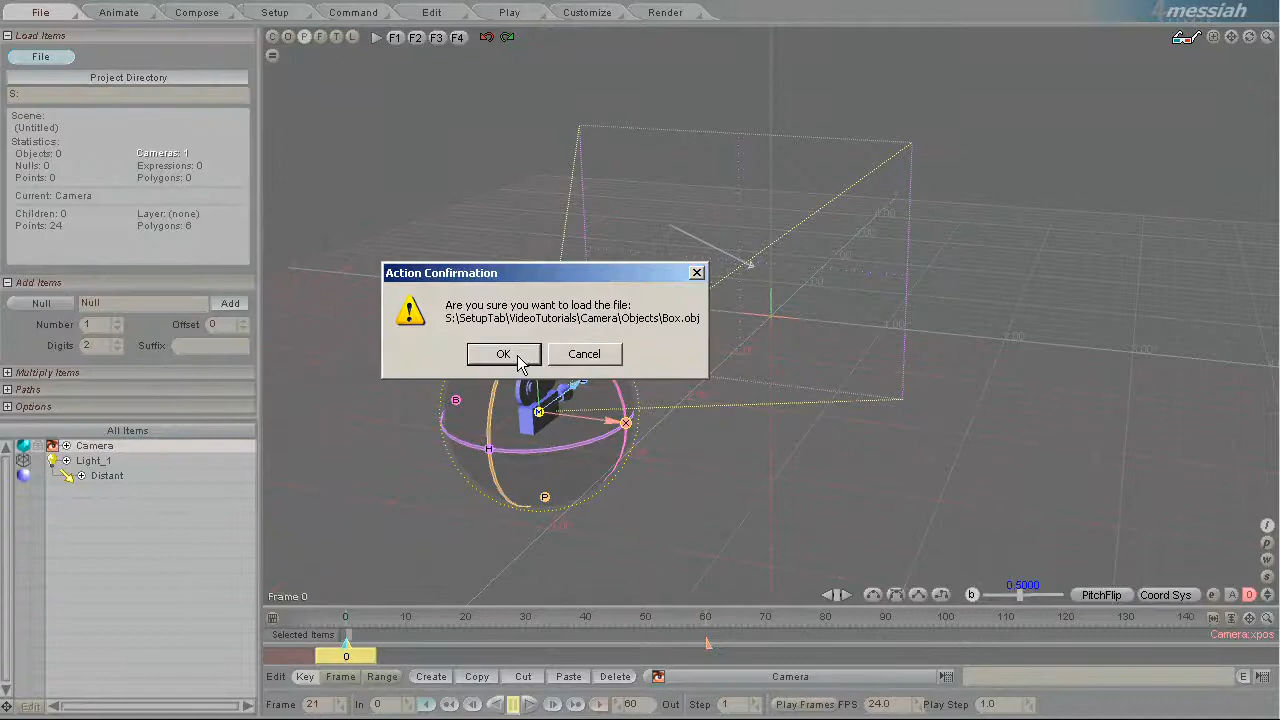 File Animate Compose Setup Command Edit Play Customize Render messiah
Load Items
C O P F T L F1 F2 F3 F4
File
Project Directory
S:
Scene:
(Untitled)
Statistics:
Objects: 0 Cameras: 1
Nulls: 0 Expressions: 0
Points: 0 Polygons: 0
Current: Camera
Children: 0 Layer: (none)
Points: 24 Polygons: 6
Add Items
Null Null Add
Number 1 Offset 0
Digits 2 Suffix
Multiply Items
Paths
Options
All Items
Camera
Light_1
Distant
Edit
Action Confirmation
Are you sure you want to load the file:
S:\SetupTab\VideoTutorials\Camera\Objects\Box.obj
OK Cancel
B
X
H
P
f
p
w
s
Frame 0 b 0.5000 PitchFlip Coord Sys e A 0
0 10 20 30 40 50 60 70 80 90 100 110 120 130 140
Selected Items Camera:xpos
0
Edit Key Frame Range Create Copy Cut Paste Delete Camera E
Frame 21 In 0 60 Out Step 1 Play Frames FPS 24.0 Play Step 1.0